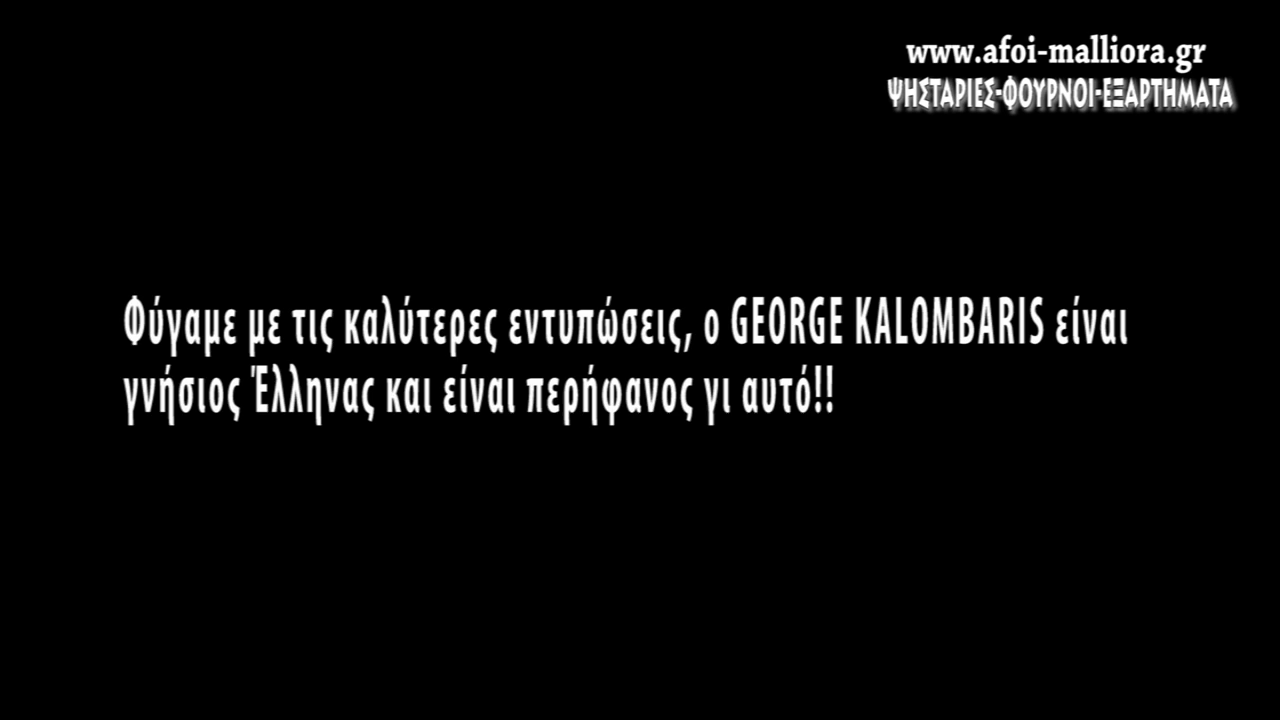 www.afoi-malliora.gr
ΨΗΣΤΑΡΙΕΣ-ΦΟΥΡΝΟΙ-ΕΞΑΡΤΗΜΑΤΑ
Φύγαμε με τις καλύτερες εντυπώσεις, ο GEORGE KALOMBARIS είναι
γνήσιος Έλληνας και είναι περήφανος γι αυτό!!